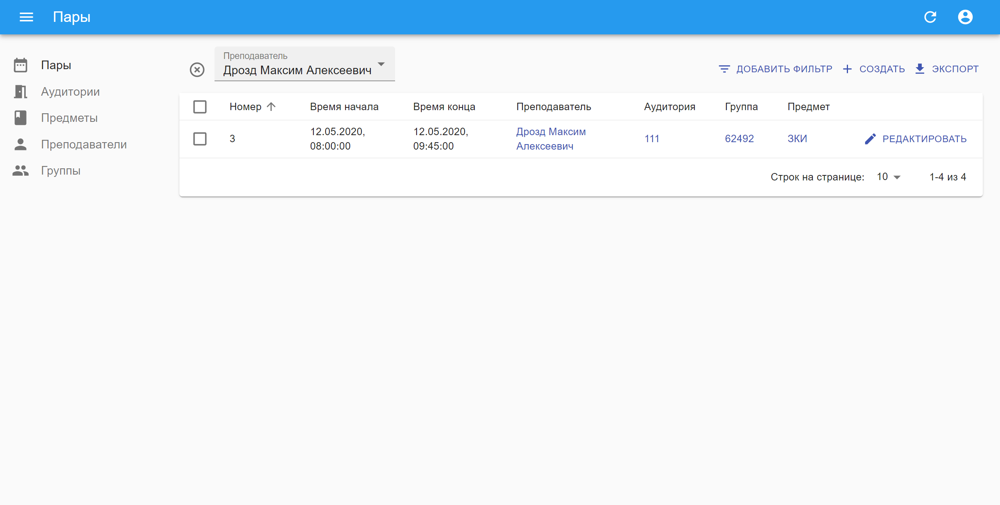 Пары
Пары
Аудитории
Предметы
Преподаватели
Группы
Преподаватель
Дрозд Максим Алексеевич
ДОБАВИТЬ ФИЛЬТР СОЗДАТЬ ЭКСПОРТ
Номер Время начала Время конца Преподаватель Аудитория Группа Предмет
3 12.05.2020, 08:00:00 12.05.2020, 09:45:00 Дрозд Максим Алексеевич 111 62492 ЗКИ РЕДАКТИРОВАТЬ
Строк на странице: 10 1-4 из 4